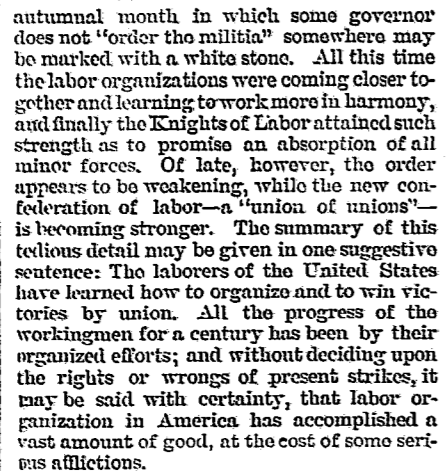 autumnal month in which some governor
does not "order the militia" somewhere may
be marked with a white stone. All this time
the labor organizations were coming closer to-
gether and learning to work more in harmony,
and finally the Knights of Labor attained such
strength as to promise an absorption of all
minor forces. Of late, however, the order
appears to be weakening, while the new con-
federation of labor—a "union of unions"—
is becoming stronger. The summary of this
tedious detail may be given in one suggestive
sentence: The laborers of the United States
have learned how to organize and to win vic-
tories by union. All the progress of the
workingmen for a century has been by their
organized efforts; and without deciding upon
the rights or wrongs of present strikes, it
may be said with certainty, that labor or-
ganization in America has accomplished a
vast amount of good, at the cost of some seri-
ous afflictions.